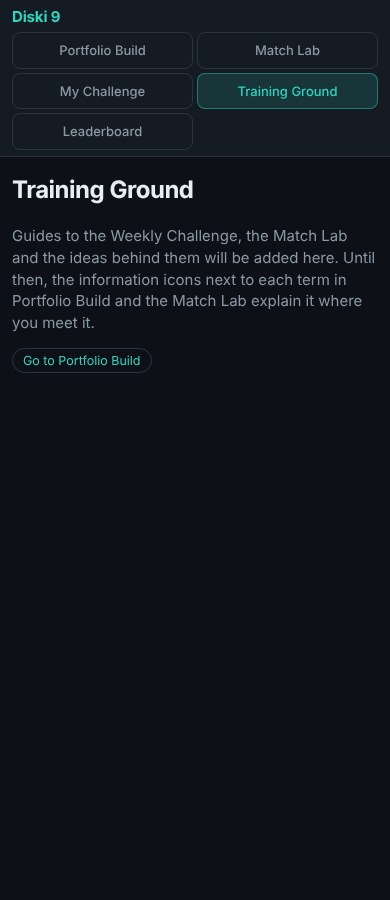 Diski 9
Portfolio Build
Match Lab
My Challenge
Training Ground
Leaderboard
Training Ground
Guides to the Weekly Challenge, the Match Lab
and the ideas behind them will be added here. Until
then, the information icons next to each term in
Portfolio Build and the Match Lab explain it where
you meet it.
Go to Portfolio Build